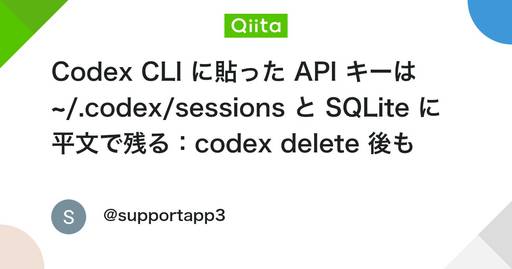 Qiita
Codex CLI に貼った API キーは
~/.codex/sessions と SQLite に
平文で残る：codex delete 後も
S
@supportapp3